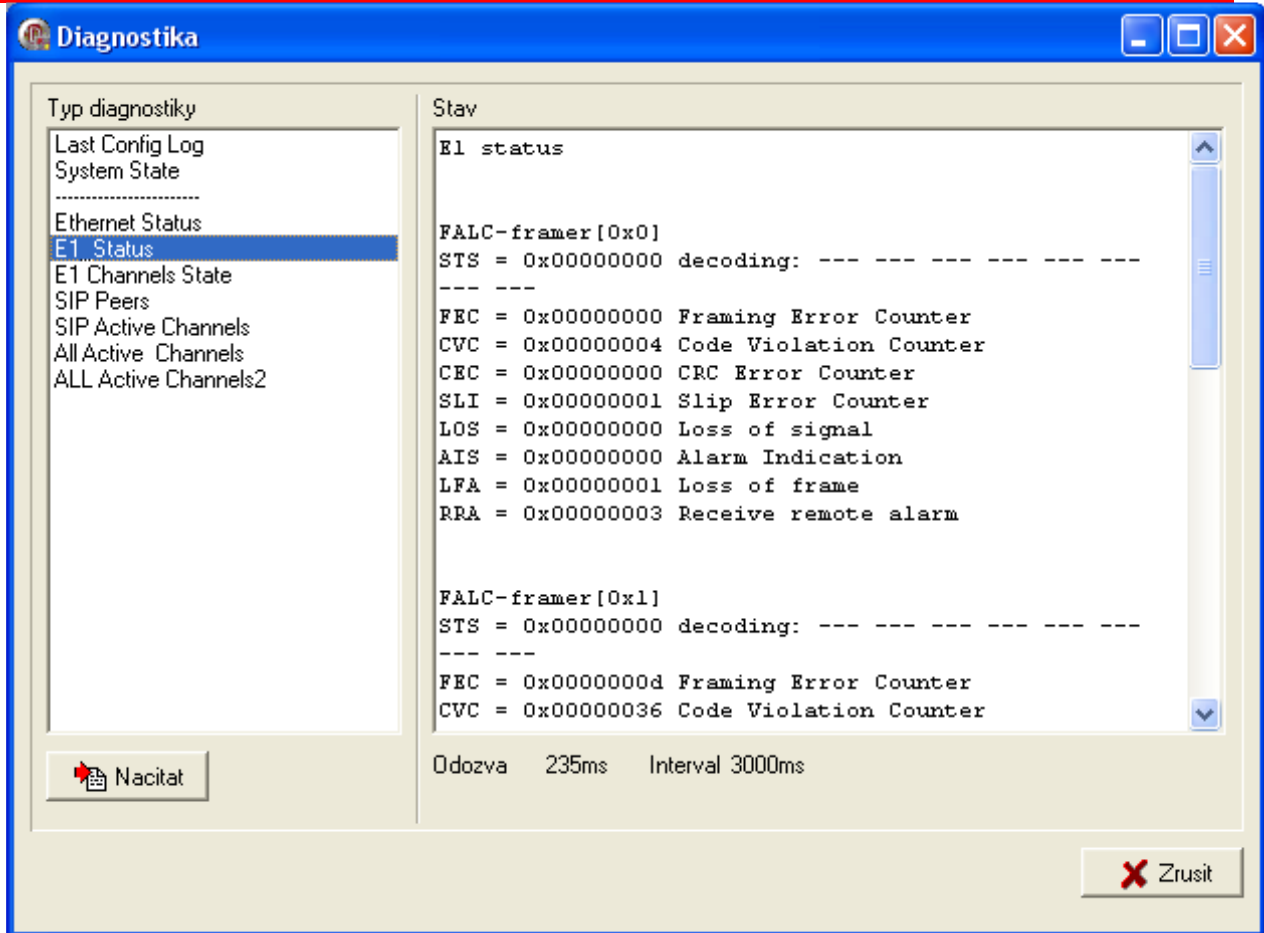 Diagnostika
Typ diagnostiky
Last Config Log
System State
------------------------
Ethernet Status
E1 Status
E1 Channels State
SIP Peers
SIP Active Channels
All Active Channels
ALL Active Channels2
Nacitat
Stav
E1 status
FALC-framer[0x0]
STS = 0x00000000 decoding: --- --- --- --- --- ---
--- ---
FEC = 0x00000000 Framing Error Counter
CVC = 0x00000004 Code Violation Counter
CEC = 0x00000000 CRC Error Counter
SLI = 0x00000001 Slip Error Counter
LOS = 0x00000000 Loss of signal
AIS = 0x00000000 Alarm Indication
LFA = 0x00000001 Loss of frame
RRA = 0x00000003 Receive remote alarm
FALC-framer[0x1]
STS = 0x00000000 decoding: --- --- --- --- --- ---
--- ---
FEC = 0x0000000d Framing Error Counter
CVC = 0x00000036 Code Violation Counter
Odozva 235ms Interval 3000ms
Zrusit